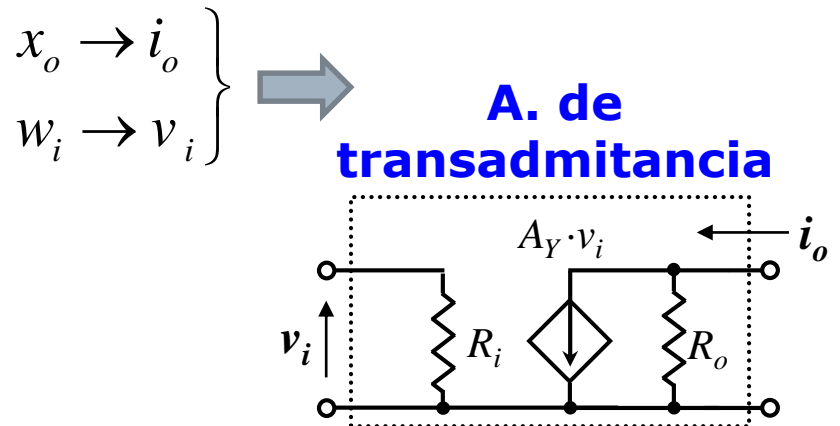 x_o → i_o
w_i → v_i
A. de
transadmitancia
A_Y·v_i
i_o
v_i
R_i
R_o